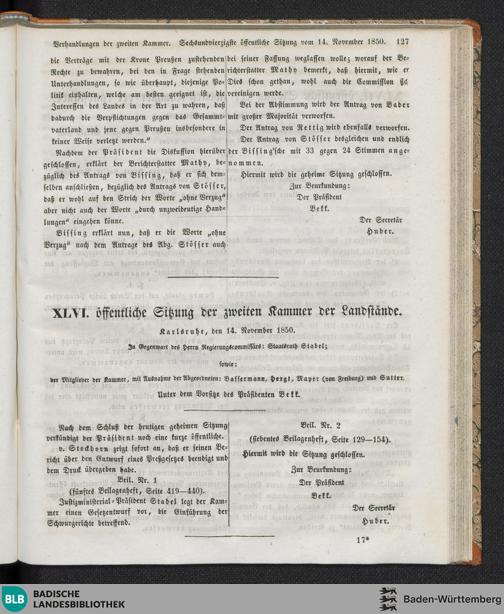 Verhandlungen der zweiten Kammer. Sechsundvierzigste öffentliche Sitzung vom 14. November 1850. 127
die Verträge mit der Krone Preußen zustehenden
Rechte zu bewahren, bei den in Frage stehenden
Unterhandlungen, so wie überhaupt, diejenige Po-
litik einhalten, welche am besten geeignet ist, die
Interessen des Landes in der Art zu wahren, daß
dadurch die Verpflichtungen gegen das Gesammt-
vaterland und jene gegen Preußen insbesondere in
keiner Weise verletzt werden.“
Nachdem der Präsident die Diskussion hierüber
geschlossen, erklärt der Berichterstatter Mathy, be-
züglich des Antrags von Bissing, daß er sich dem-
selben anschließen, bezüglich des Antrags von Stösser,
daß er wohl auf den Strich der Worte „ohne Verzug“
aber nicht auch der Worte „durch unzweideutige Hand-
lungen“ eingehen könne.
Bissing erklärt nun, daß er die Worte „ohne
Verzug“ nach dem Antrage des Abg. Stösser auch
bei seiner Fassung weglassen wolle; worauf der Be-
richterstatter Mathy bemerkt, daß hiermit, wie er
Dies schon gethan, wohl auch die Commission sich
vereinigen werde.
Bei der Abstimmung wird der Antrag von Bader
mit großer Majorität verworfen.
Der Antrag von Rettig wird ebenfalls verworfen.
Der Antrag von Stösser desgleichen und endlich
der Bissing'sche mit 33 gegen 24 Stimmen ange-
nommen.
Hiermit wird die geheime Sitzung geschlossen.
Zur Beurkundung:
Der Präsident
Bekk.
Der Secretär
Huber.
XLVI. öffentliche Sitzung der zweiten Kammer der Landstände.
Karlsruhe, den 14. November 1850.
In Gegenwart des Herrn Regierungscommissärs: Staatsrath Stabel;
sowie:
der Mitglieder der Kammer, mit Ausnahme der Abgeordneten: Bassermann, Hergt, Mayer (von Freiburg) und Sutter.
Unter dem Vorsitze des Präsidenten Bekk.
Nach dem Schluß der heutigen geheimen Sitzung
verkündigt der Präsident noch eine kurze öffentliche.
v. Stockhorn zeigt sofort an, daß er seinen Be-
richt über den Entwurf eines Preßgesetzes beendigt und
dem Druck übergeben habe.
Beil. Nr. 1
(fünftes Beilagenheft, Seite 419—440).
Justizministerial-Präsident Stabel legt der Kam-
mer einen Gesetzentwurf vor, die Einführung der
Schwurgerichte betreffend.
Beil. Nr. 2
(siebentes Beilagenheft, Seite 129—154).
Hiermit wird die Sitzung geschlossen.
Zur Beurkundung:
Der Präsident
Bekk.
Der Secretär
Huber.
17*
BLB BADISCHE
LANDESBIBLIOTHEK
Baden-Württemberg